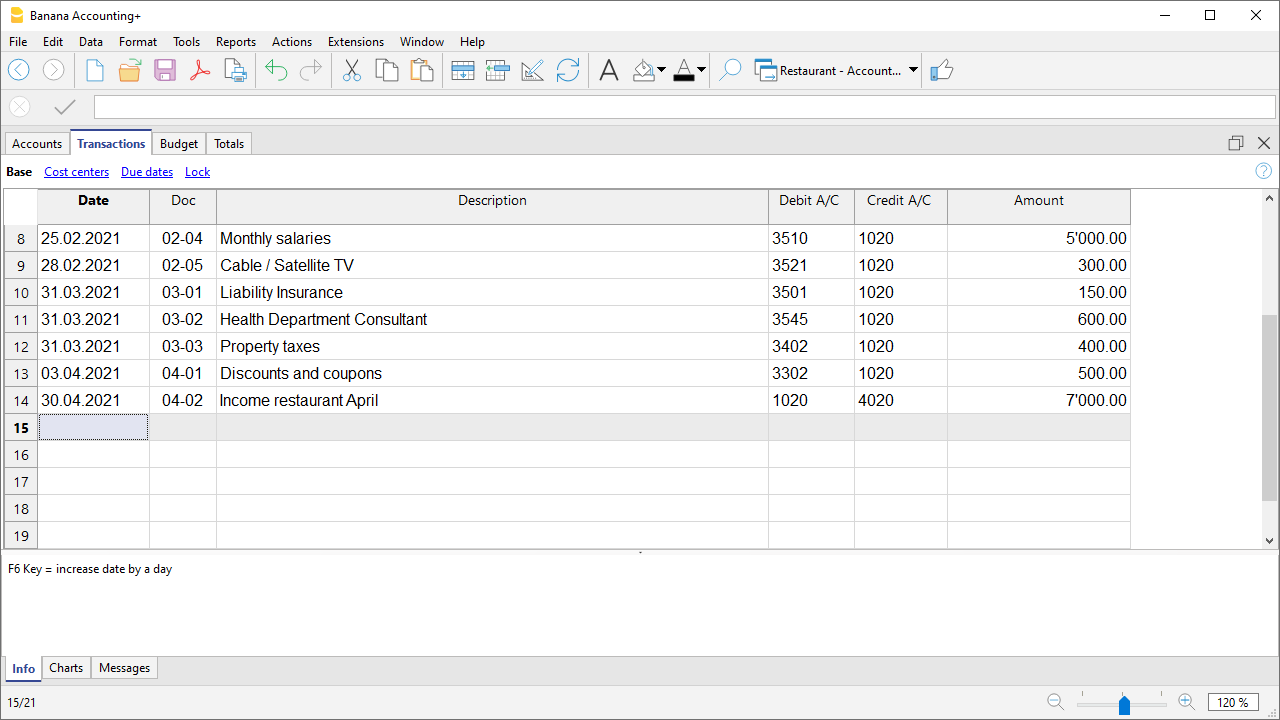 Banana Accounting+
File Edit Data Format Tools Reports Actions Extensions Window Help
Restaurant - Account...
Accounts Transactions Budget Totals
Base Cost centers Due dates Lock
Date Doc Description Debit A/C Credit A/C Amount
8 25.02.2021 02-04 Monthly salaries 3510 1020 5'000.00
9 28.02.2021 02-05 Cable / Satellite TV 3521 1020 300.00
10 31.03.2021 03-01 Liability Insurance 3501 1020 150.00
11 31.03.2021 03-02 Health Department Consultant 3545 1020 600.00
12 31.03.2021 03-03 Property taxes 3402 1020 400.00
13 03.04.2021 04-01 Discounts and coupons 3302 1020 500.00
14 30.04.2021 04-02 Income restaurant April 1020 4020 7'000.00
15
16
17
18
19
F6 Key = increase date by a day
Info Charts Messages
15/21 120 %